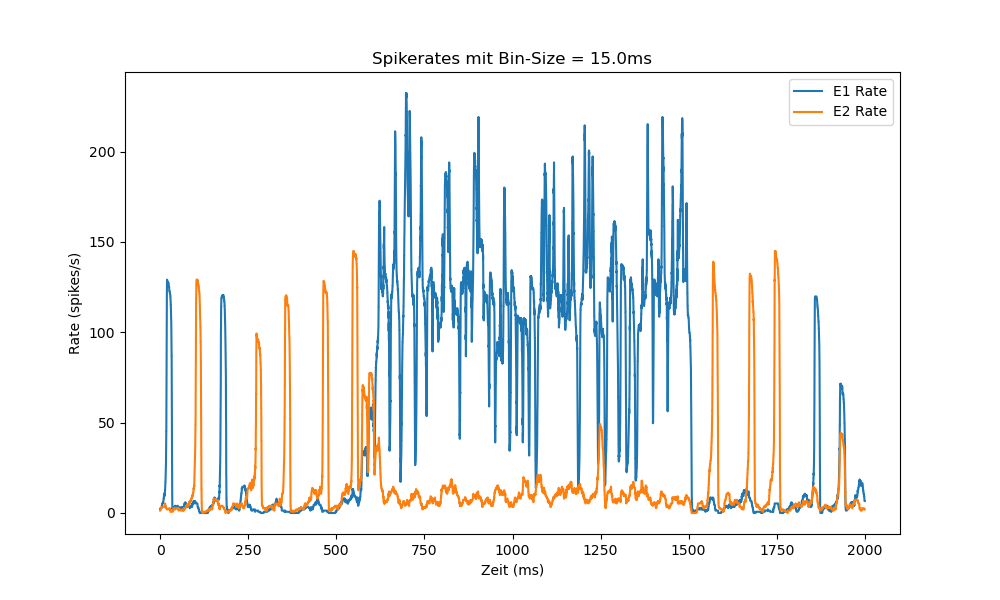 Spikerates mit Bin-Size = 15.0ms
E1 Rate
E2 Rate
Rate (spikes/s)
200
150
100
50
0
0 250 500 750 1000 1250 1500 1750 2000
Zeit (ms)